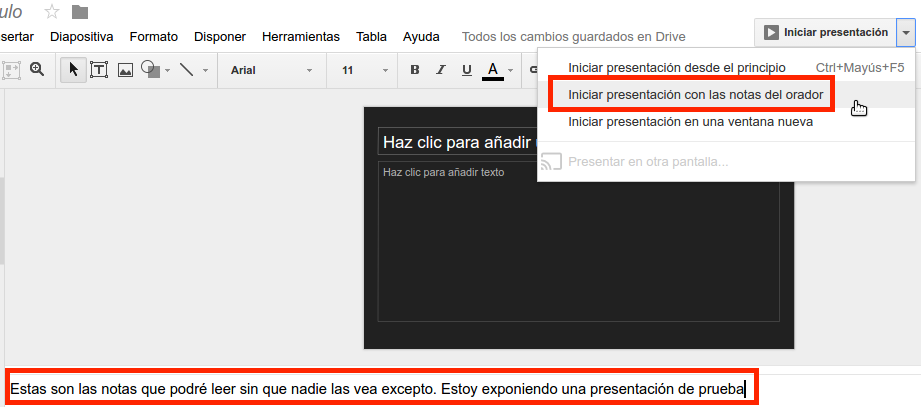 ulo
sertar Diapositiva Formato Disponer Herramientas Tabla Ayuda Todos los cambios guardados en Drive
Iniciar presentación
Arial 11 B I U A
Iniciar presentación desde el principio Ctrl+Mayús+F5
Iniciar presentación con las notas del orador
Iniciar presentación en una ventana nueva
Presentar en otra pantalla...
Haz clic para añadir
Haz clic para añadir texto
Estas son las notas que podré leer sin que nadie las vea excepto. Estoy exponiendo una presentación de prueba